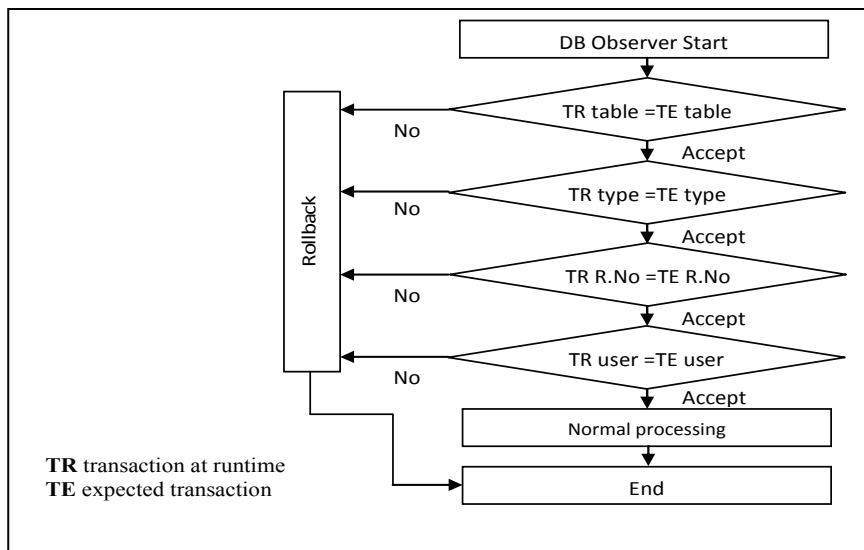 DB Observer Start
TR table =TE table
No
Accept
TR type =TE type
No
Accept
Rollback
TR R.No =TE R.No
No
Accept
TR user =TE user
No
Accept
Normal processing
TR transaction at runtime
TE expected transaction
End